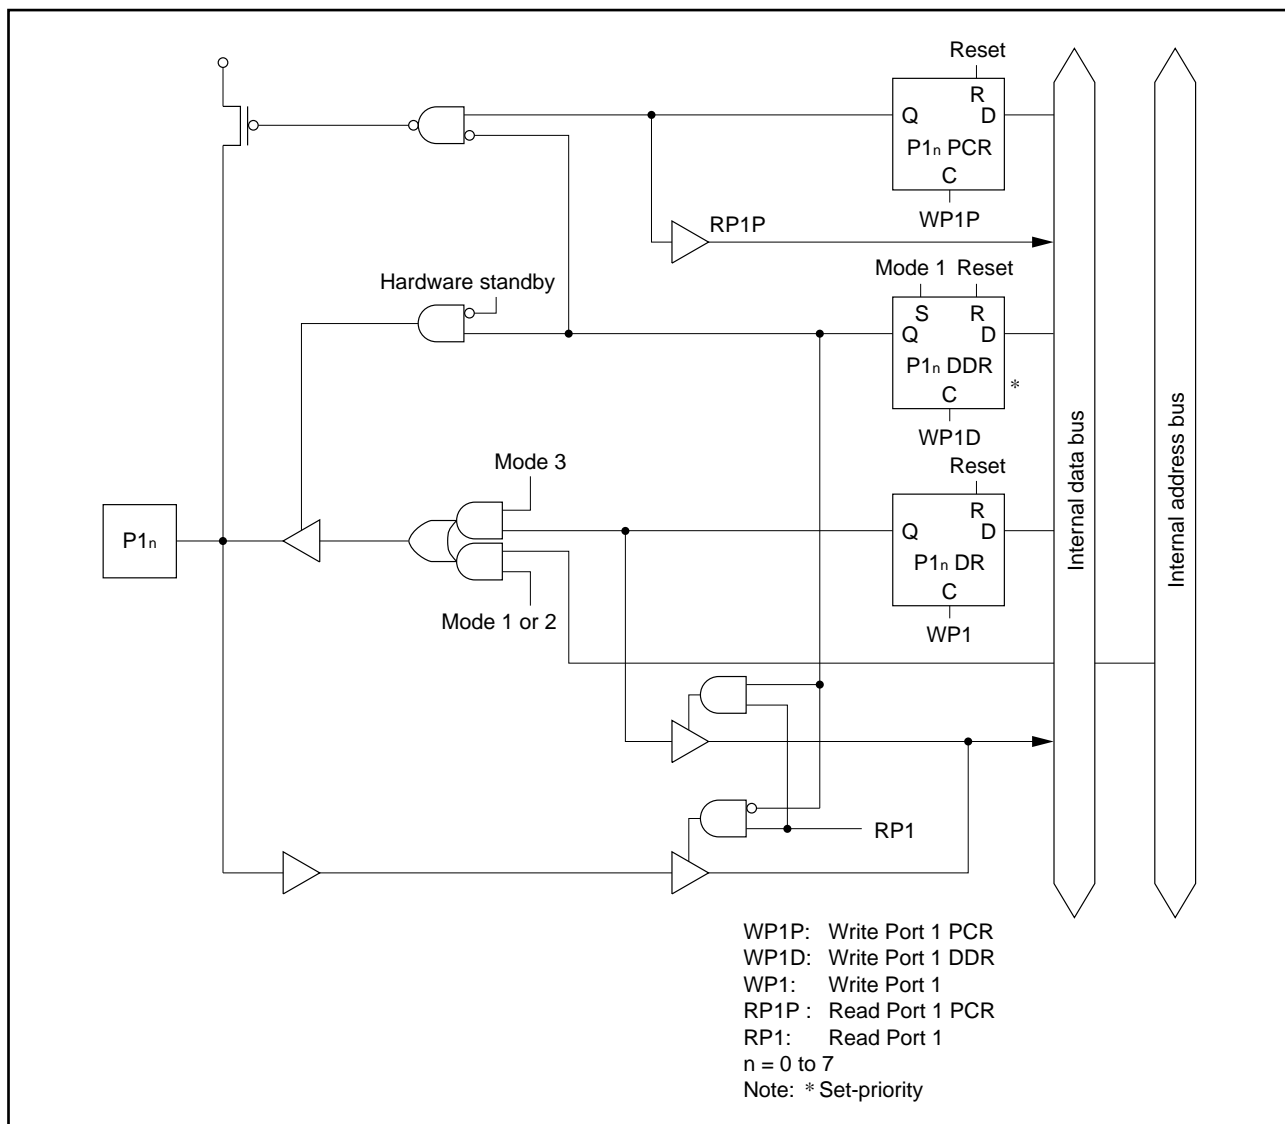 Reset
R
Q D
P1n PCR
C
WP1P
RP1P
Mode 1 Reset
Hardware standby
S R
Q D
P1n DDR
*
C
WP1D
Mode 3
Reset
R
Q D
P1n
P1n DR
C
Mode 1 or 2
WP1
RP1
Internal data bus
Internal address bus
WP1P: Write Port 1 PCR
WP1D: Write Port 1 DDR
WP1: Write Port 1
RP1P : Read Port 1 PCR
RP1: Read Port 1
n = 0 to 7
Note: * Set-priority